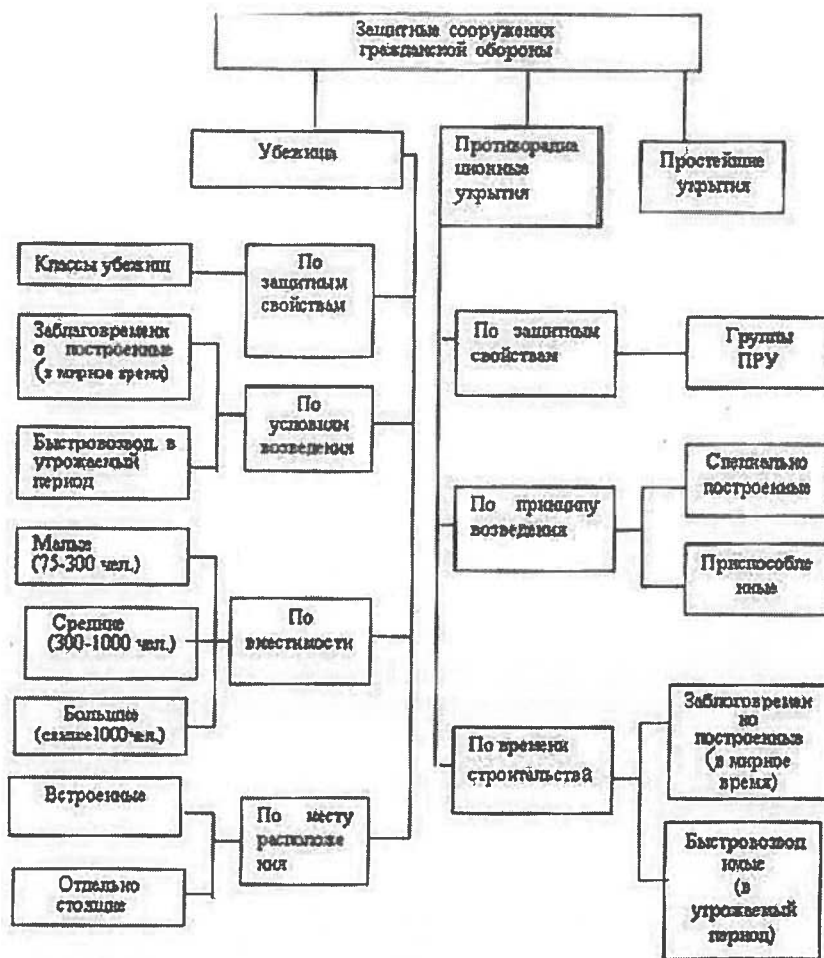 Защитные сооружения
гражданской обороны
Убежища
Противорадиа
ционные
укрытия
Простейшие
укрытия
Классы убежищ
По
защитным
свойствам
Заблаговременн
о построенные
(в мирное время)
Быстровозвод. в
угрожаемый
период
По
условиям
возведения
Малые
(75-300 чел.)
Средние
(300-1000 чел.)
Большие
(свыше1000чел.)
По
вместимости
Встроенные
Отдельно
стоящие
По месту
расположе
ния
По защитным
свойствам
Группы
ПРУ
По принципу
возведения
Специально
построенные
Приспособле
нные
По времени
строительства
Заблоговремен
но
построенные
(в мирное
время)
Быстровозвод
имые
(в
угрожаемый
период)